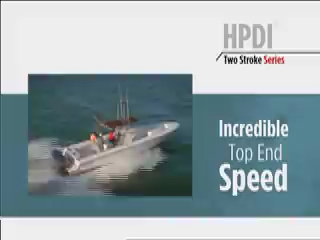 HPDI
Two Stroke Series
Incredible
Top End
Speed